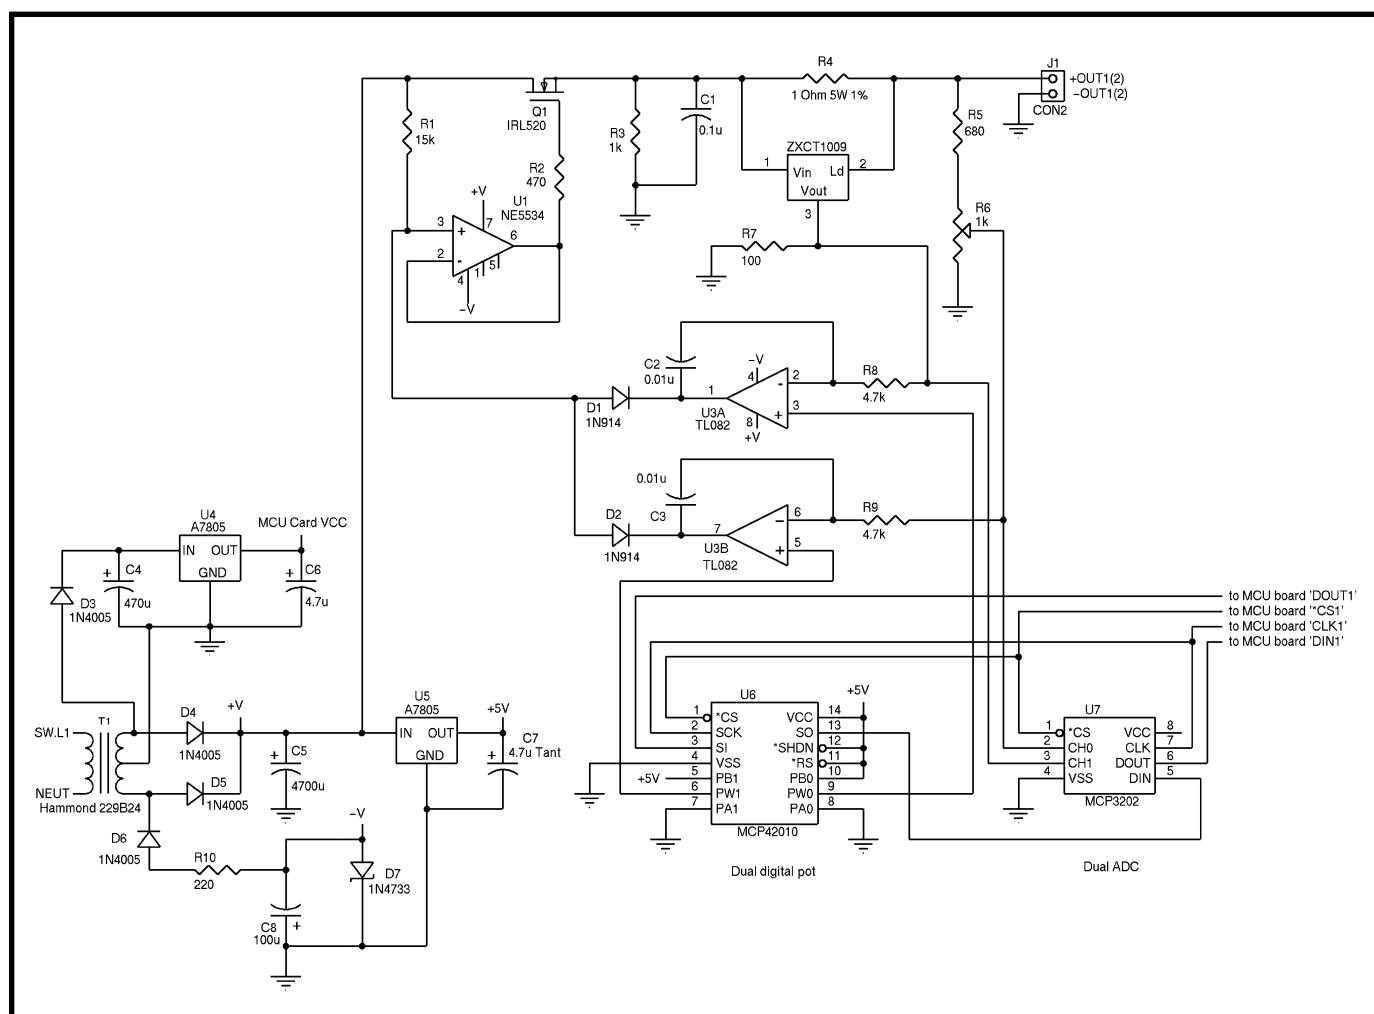 R4
1 Ohm 5W 1%
J1
+OUT1(2)
−OUT1(2)
CON2
R1
15k
Q1
IRL520
R3
1k
C1
0.1u
R5
680
ZXCT1009
1 Vin Ld 2
Vout
3
R2
470
+V
U1
NE5534
3 + 7 6
2 - 4 1 5
−V
R6
1k
R7
100
C2
0.01u
−V
4
1 2 -
3 +
U3A
TL082
8
+V
R8
4.7k
D1
1N914
0.01u
C3
D2
1N914
7 6 −
5 +
U3B
TL082
R9
4.7k
U4
A7805
MCU Card VCC
IN OUT
GND
+ C4
470u
+ C6
4.7u
D3
1N4005
to MCU board 'DOUT1'
to MCU board '*CS1'
to MCU board 'CLK1'
to MCU board 'DIN1'
SW.L1
T1
NEUT
Hammond 229B24
D4
1N4005
+V
D5
1N4005
+ C5
4700u
U5
A7805
IN OUT
GND
+5V
+ C7
4.7u Tant
D6
1N4005
R10
220
−V
D7
1N4733
C8 +
100u
U6
+5V
1 *CS VCC 14
2 SCK SO 13
3 SI *SHDN 12
4 VSS *RS 11
+5V 5 PB1 PB0 10
6 PW1 PW0 9
7 PA1 PA0 8
MCP42010
Dual digital pot
U7
1 *CS VCC 8
2 CH0 CLK 7
3 CH1 DOUT 6
4 VSS DIN 5
MCP3202
Dual ADC